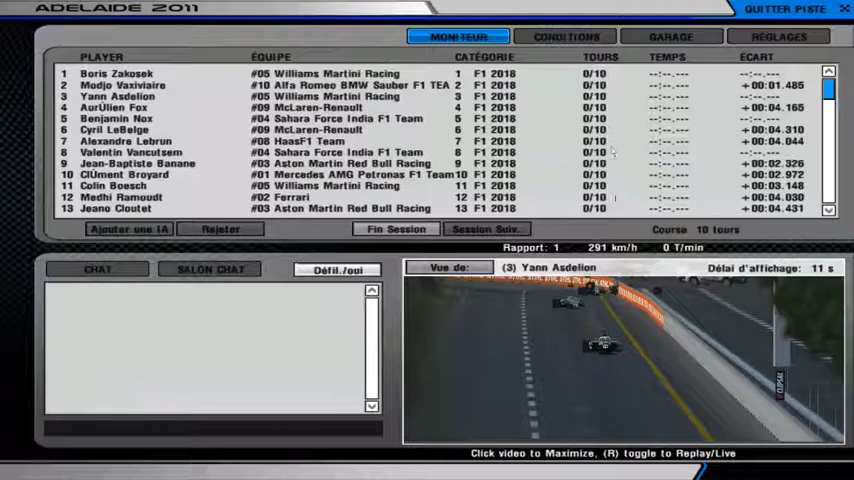 ADELAIDE 2011
QUITTER PISTE
MONITEUR CONDITIONS GARAGE RÉGLAGES
PLAYER ÉQUIPE CATÉGORIE TOURS TEMPS ÉCART
1 Boris Zakosek #05 Williams Martini Racing 1 F1 2018 0/10 --:--.--- --:--.---
2 Modjo Vaxiviaire #10 Alfa Romeo BMW Sauber F1 TEA 2 F1 2018 0/10 --:--.--- +00:01.485
3 Yann Asdelion #05 Williams Martini Racing 3 F1 2018 0/10 --:--.--- --:--.---
4 AurÜlien Fox #09 McLaren-Renault 4 F1 2018 0/10 --:--.--- +00:04.165
5 Benjamin Nox #04 Sahara Force India F1 Team 5 F1 2018 0/10 --:--.--- --:--.---
6 Cyril LeBelge #09 McLaren-Renault 6 F1 2018 0/10 --:--.--- +00:04.310
7 Alexandre Lebrun #08 HaasF1 Team 7 F1 2018 0/10 --:--.--- +00:04.044
8 Valentin Vancutsem #04 Sahara Force India F1 Team 8 F1 2018 0/10 --:--.--- --:--.---
9 Jean-Baptiste Banane #03 Aston Martin Red Bull Racing 9 F1 2018 0/10 --:--.--- +00:02.326
10 ClÜment Broyard #01 Mercedes AMG Petronas F1 Team 10 F1 2018 0/10 --:--.--- +00:02.972
11 Colin Boesch #05 Williams Martini Racing 11 F1 2018 0/10 --:--.--- +00:03.148
12 Medhi Ramoudt #02 Ferrari 12 F1 2018 0/10 --:--.--- +00:04.030
13 Jeano Cloutet #03 Aston Martin Red Bull Racing 13 F1 2018 0/10 --:--.--- +00:04.431
Ajouter une IA Rejeter Fin Session Session Suiv. Course 10 tours
Rapport: 1 291 km/h 0 T/min
CHAT SALON CHAT Défil./oui
Vue de: (3) Yann Asdelion Délai d'affichage: 11 s
CLIPSAL
Click video to Maximize, (R) toggle to Replay/Live